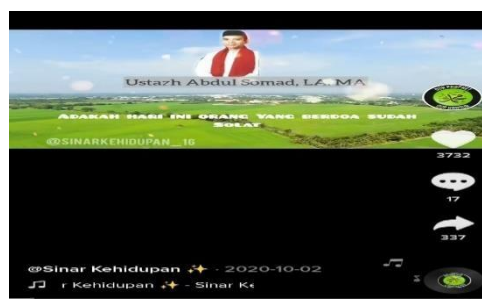 Ustazh Abdul Somad, LC. MA
ADAKAH HARI INI ORANG YANG BERDOA SUDAH
SOLAT
@SINARKEHIDUPAN_16
3732
17
337
@Sinar Kehidupan ✨ · 2020-10-02
r Kehidupan ✨ - Sinar Ke